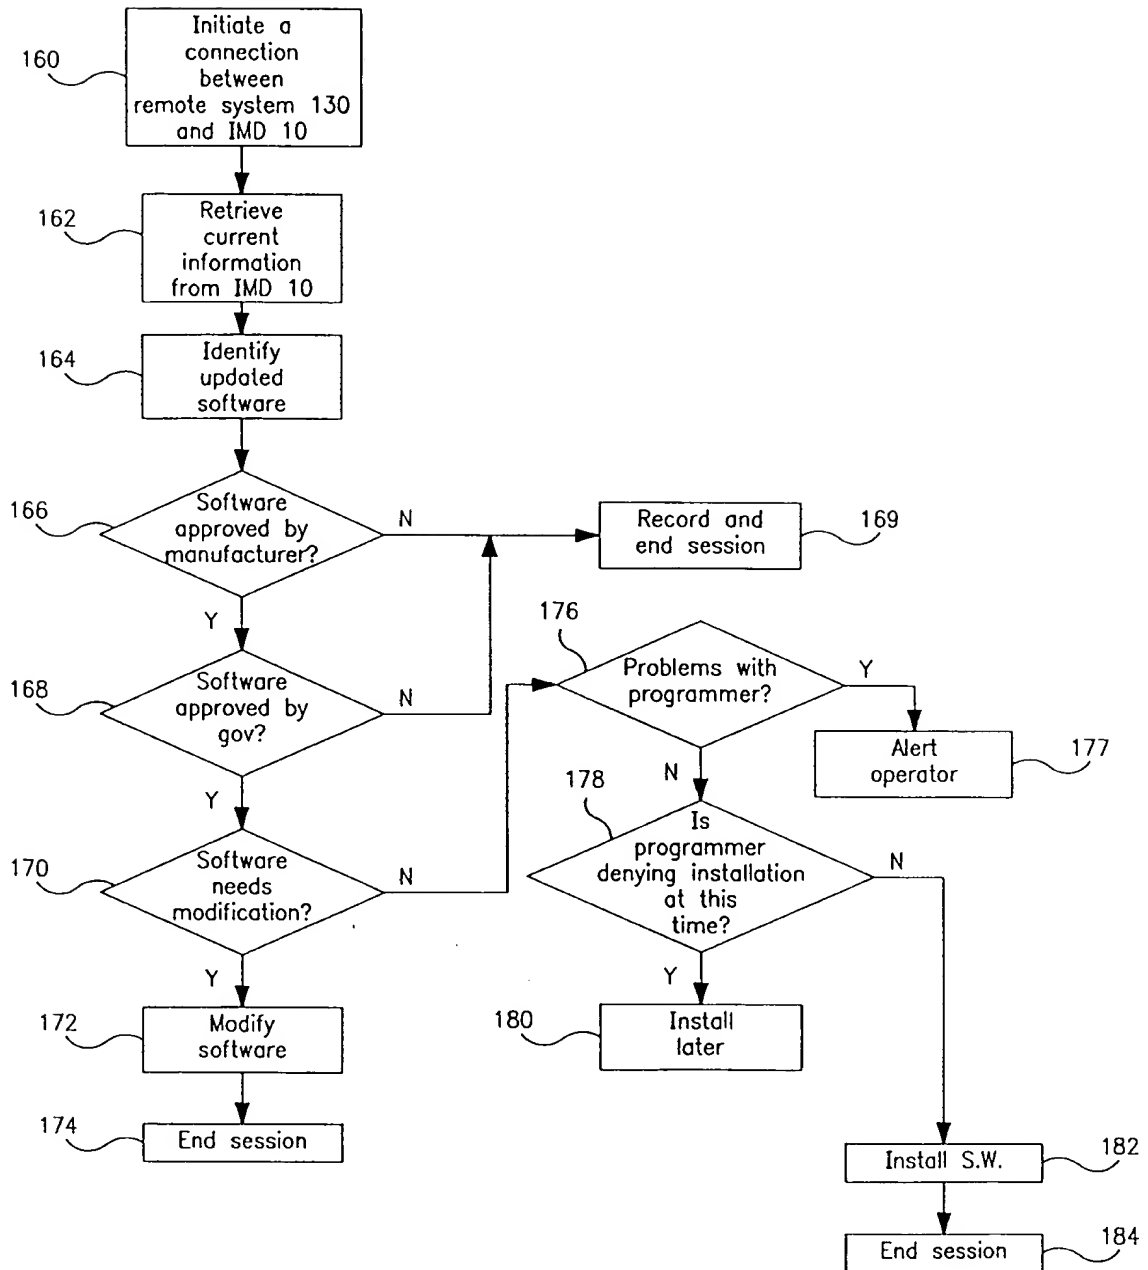 160
Initiate a
connection
between
remote system 130
and IMD 10
162
Retrieve
current
information
from IMD 10
164
Identify
updated
software
166
Software
approved by
manufacturer?
N
Y
Record and
end session
169
168
Software
approved by
gov?
N
Y
170
Software
needs
modification?
N
Y
172
Modify
software
174
End session
176
Problems with
programmer?
Y
N
Alert
operator
177
178
Is
programmer
denying installation
at this
time?
N
Y
180
Install
later
Install S.W.
182
End session
184